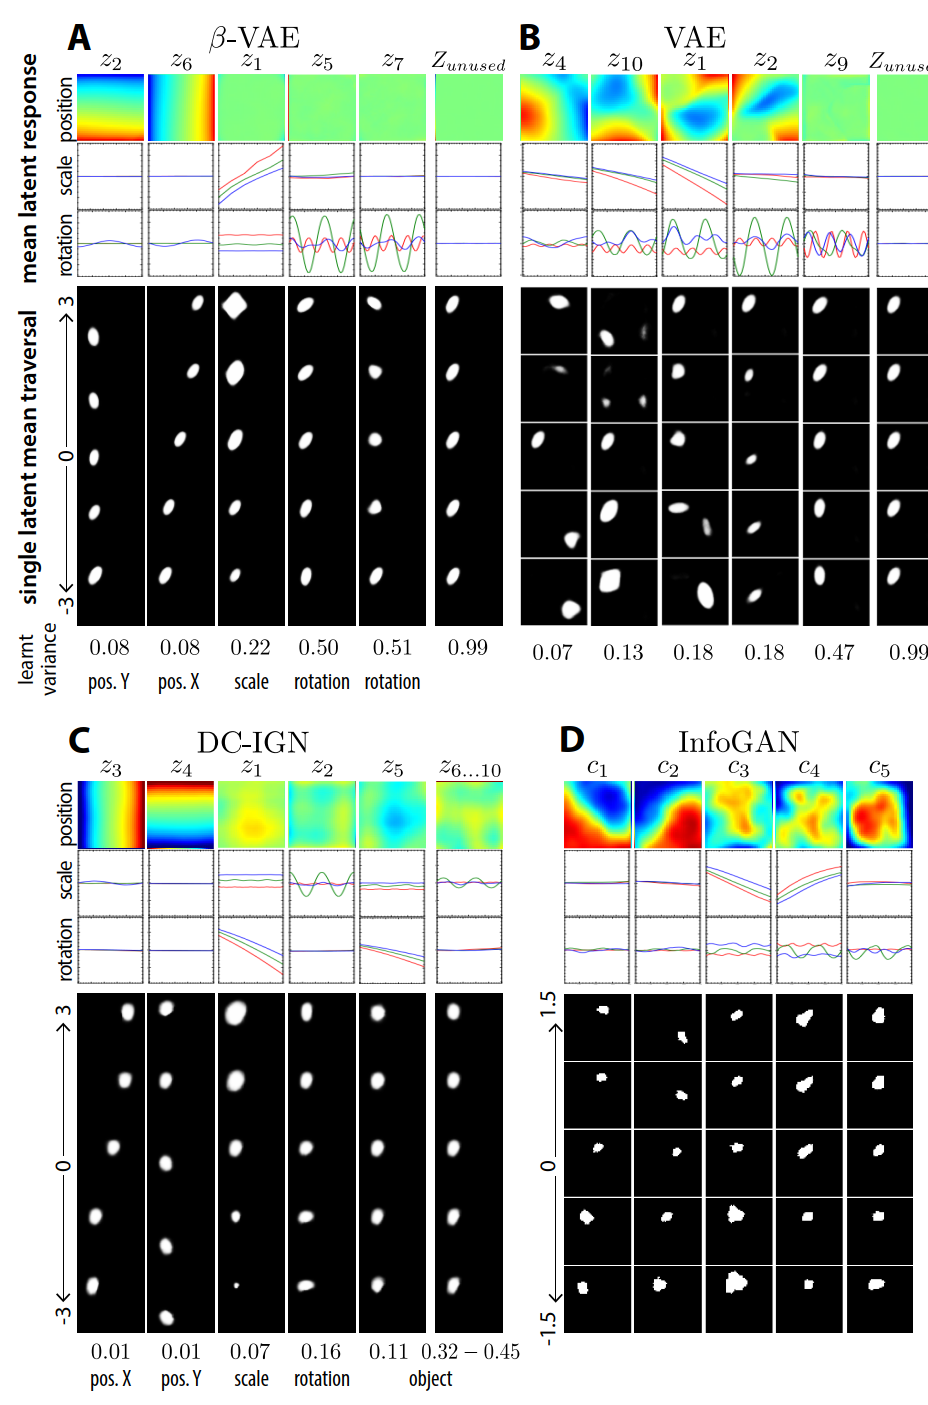 A
β-VAE
z2 z6 z1 z5 z7 Zunused
mean latent response
position
scale
rotation
single latent mean traversal
3
0
-3
learnt variance
0.08 0.08 0.22 0.50 0.51 0.99
pos. Y pos. X scale rotation rotation
B
VAE
z4 z10 z1 z2 z9 Zunuse
0.07 0.13 0.18 0.18 0.47 0.99
C
DC-IGN
z3 z4 z1 z2 z5 z6...10
position
scale
rotation
3
0
-3
0.01 0.01 0.07 0.16 0.11 0.32 − 0.45
pos. X pos. Y scale rotation object
D
InfoGAN
c1 c2 c3 c4 c5
1.5
0
-1.5